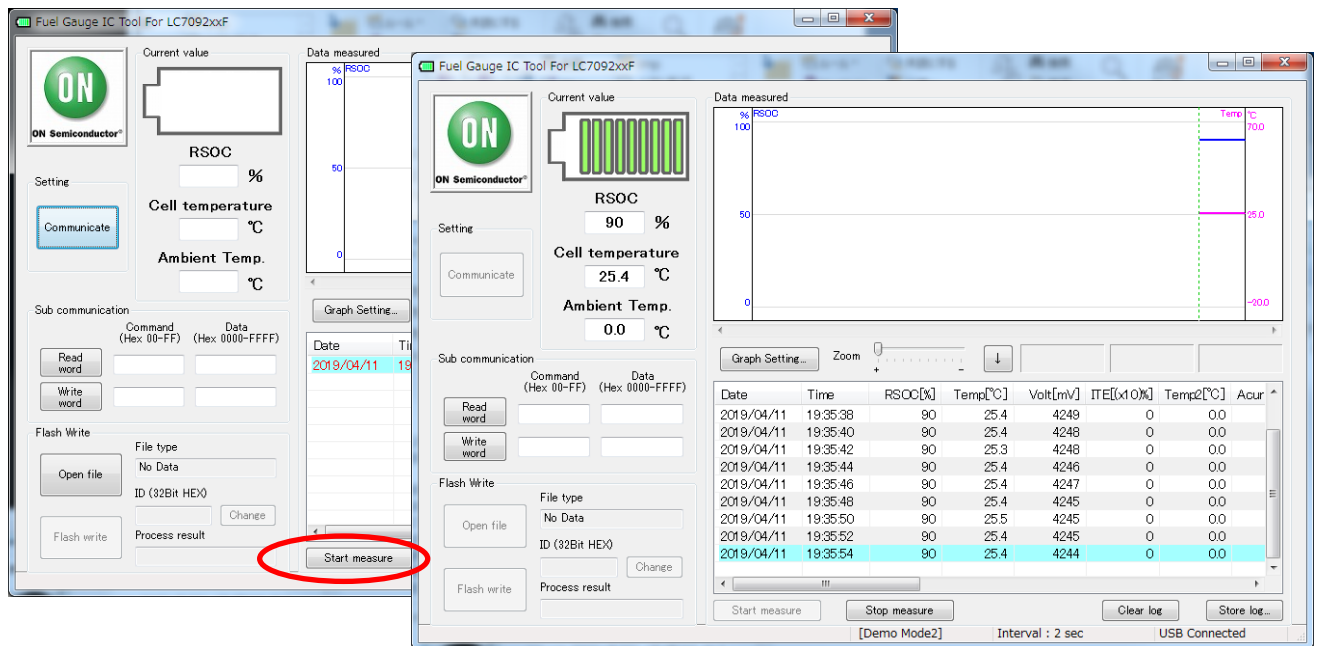 Fuel Gauge IC Tool For LC7092xxF
ON
ON Semiconductor®
Current value
RSOC
%
Cell temperature
℃
Ambient Temp.
℃
Setting
Communicate
Sub communication
Command Data
(Hex 00-FF) (Hex 0000-FFFF)
Read word
Write word
Flash Write
Open file
File type
No Data
ID (32Bit HEX)
Change
Flash write
Process result
Data measured
% RSOC
100
50
0
Graph Setting...
Date
2019/04/11 19
Start measure
Fuel Gauge IC Tool For LC7092xxF
ON
ON Semiconductor®
Current value
RSOC
90 %
Cell temperature
25.4 ℃
Ambient Temp.
0.0 ℃
Setting
Communicate
Sub communication
Command Data
(Hex 00-FF) (Hex 0000-FFFF)
Read word
Write word
Flash Write
Open file
File type
No Data
ID (32Bit HEX)
Change
Flash write
Process result
Data measured
% RSOC Temp ℃
100 70.0
50 25.0
0 -20.0
Graph Setting... Zoom + - ↓
Date Time RSOC[%] Temp[℃] Volt[mV] ITE[(x10)%] Temp2[℃] Acur
2019/04/11 19:35:38 90 25.4 4249 0 0.0
2019/04/11 19:35:40 90 25.4 4248 0 0.0
2019/04/11 19:35:42 90 25.3 4248 0 0.0
2019/04/11 19:35:44 90 25.4 4246 0 0.0
2019/04/11 19:35:46 90 25.4 4247 0 0.0
2019/04/11 19:35:48 90 25.4 4245 0 0.0
2019/04/11 19:35:50 90 25.5 4245 0 0.0
2019/04/11 19:35:52 90 25.4 4245 0 0.0
2019/04/11 19:35:54 90 25.4 4244 0 0.0
Start measure Stop measure Clear log Store log...
[Demo Mode2] Interval : 2 sec USB Connected